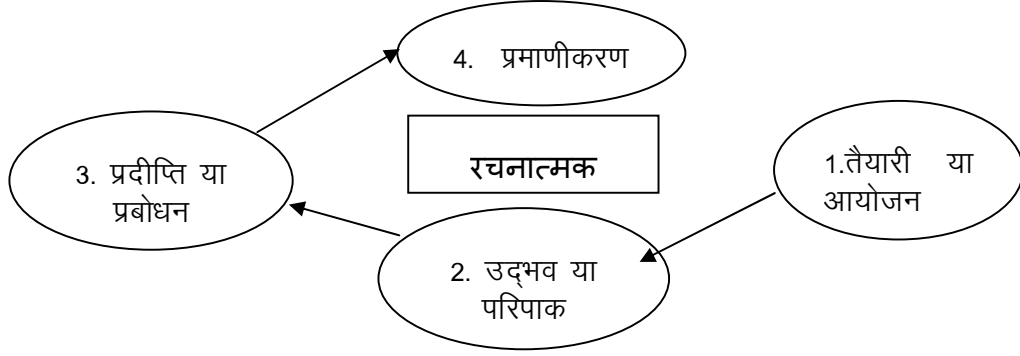 4. प्रमाणीकरण
रचनात्मक
1.तैयारी या
आयोजन
3. प्रदीप्ति या
प्रबोधन
2. उद्भव या
परिपाक